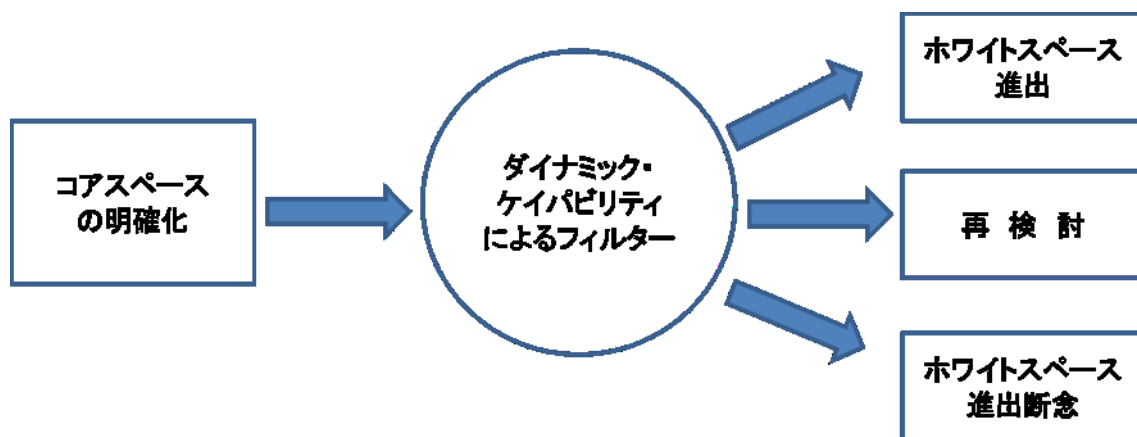 コアスペース
の明確化
ダイナミック・
ケイパビリティ
によるフィルター
ホワイトスペース
進出
再 検 討
ホワイトスペース
進出断念